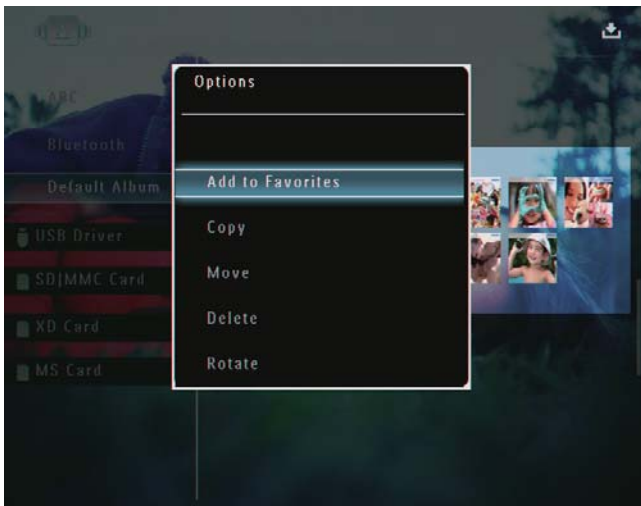 Options
Add to Favorites
Copy
Move
Delete
Rotate
ABC
Bluetooth
Default Album
USB Driver
SD|MMC Card
XD Card
MS Card